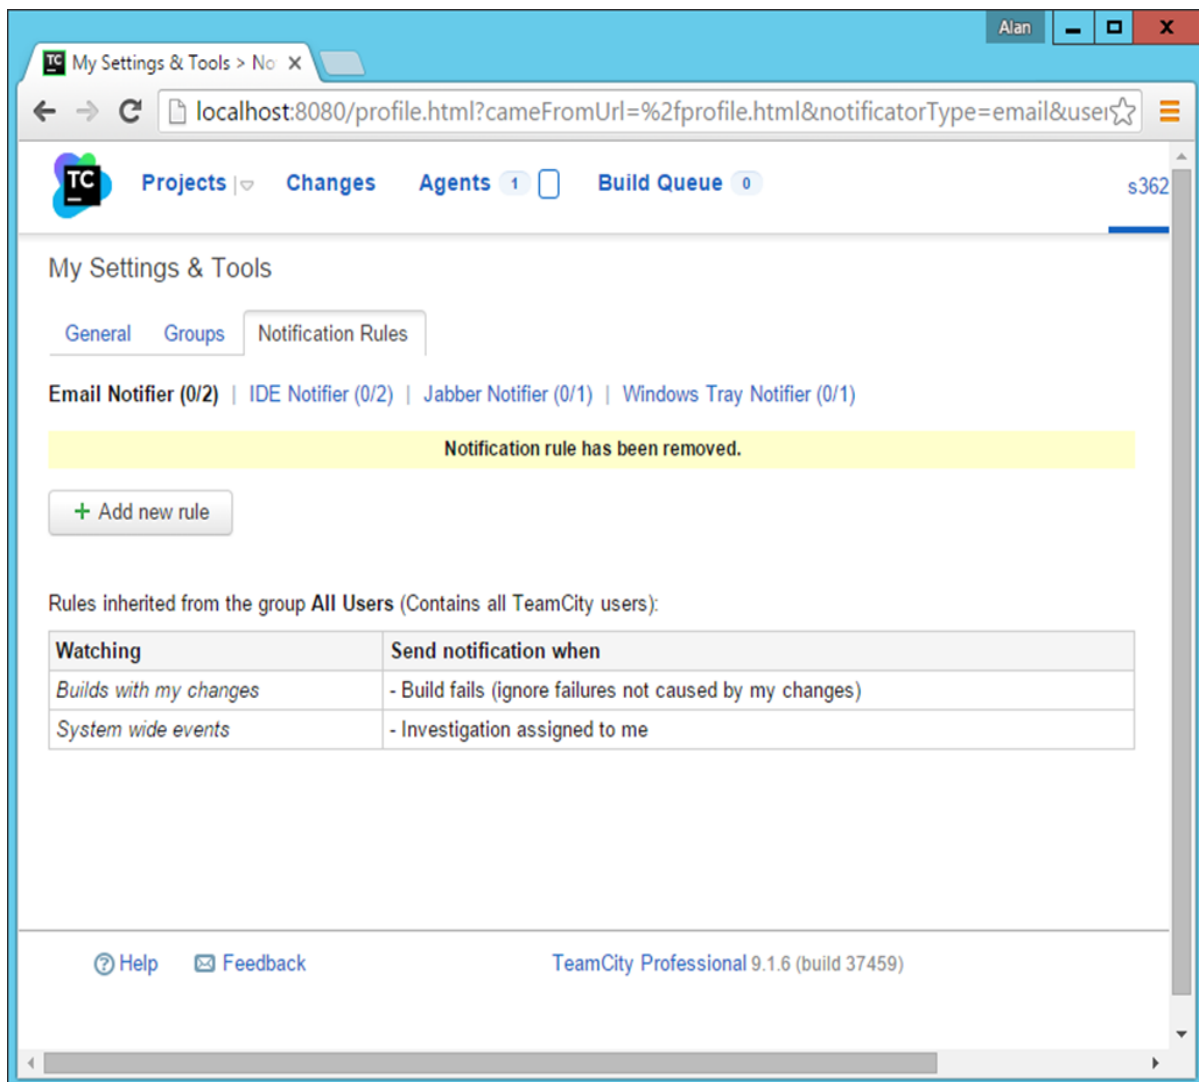 Alan
My Settings & Tools > No
localhost:8080/profile.html?cameFromUrl=%2fprofile.html&notificatorType=email&user
TC
Projects Changes Agents 1 Build Queue 0 s362
My Settings & Tools
General Groups Notification Rules
Email Notifier (0/2) | IDE Notifier (0/2) | Jabber Notifier (0/1) | Windows Tray Notifier (0/1)
Notification rule has been removed.
+ Add new rule
Rules inherited from the group All Users (Contains all TeamCity users):
Watching Send notification when
Builds with my changes - Build fails (ignore failures not caused by my changes)
System wide events - Investigation assigned to me
Help Feedback TeamCity Professional 9.1.6 (build 37459)